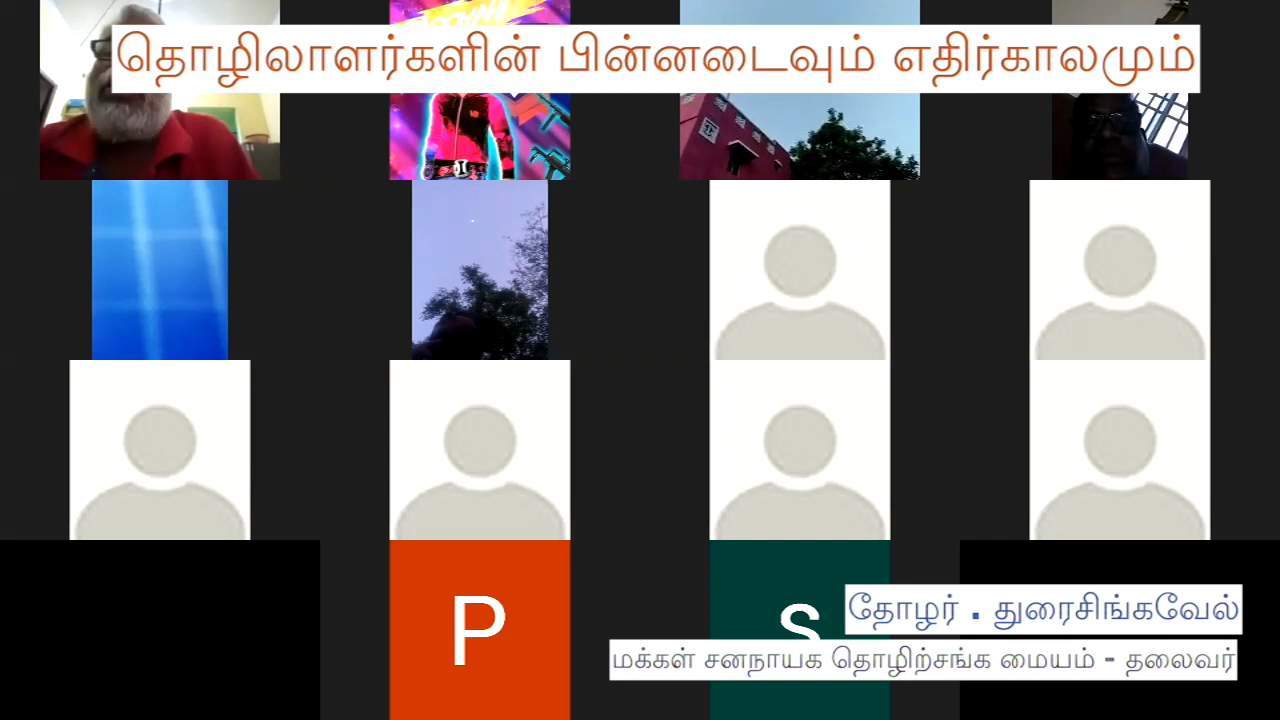 தொழிலாளர்களின் பின்னடைவும் எதிர்காலமும்
P
S
தோழர் . துரைசிங்கவேல்
மக்கள் சனநாயக தொழிற்சங்க மையம் - தலைவர்